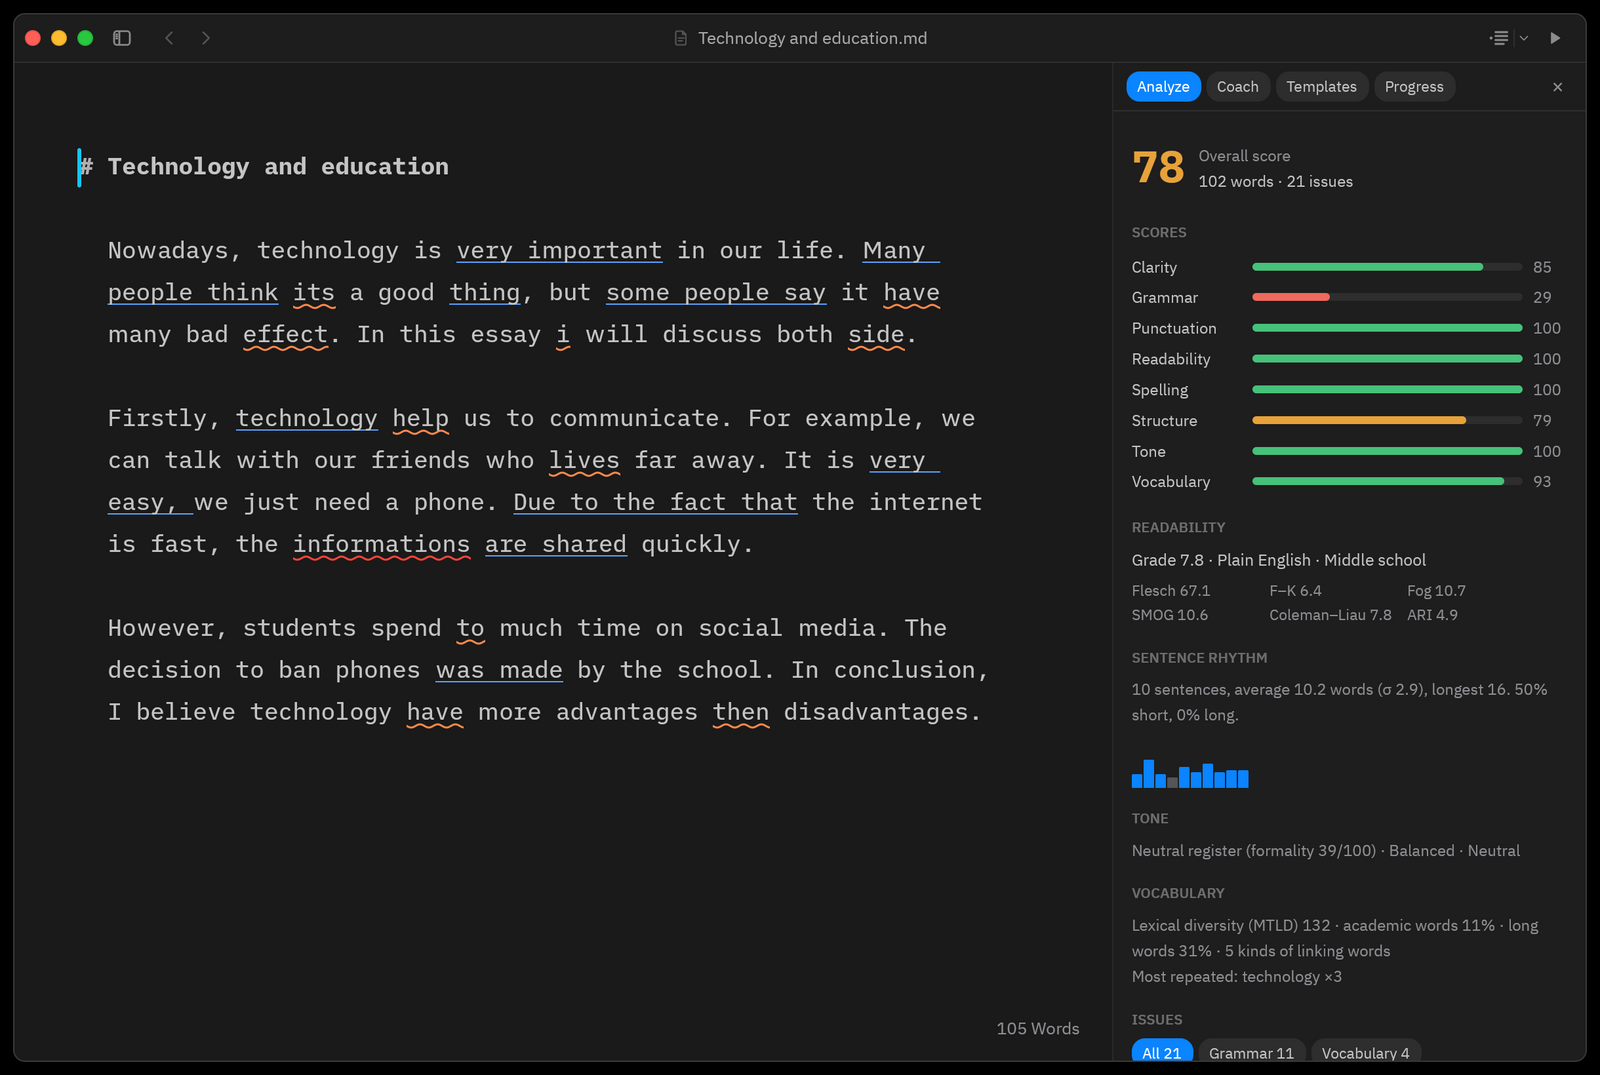 Technology and education.md
# Technology and education
Nowadays, technology is very important in our life. Many
people think its a good thing, but some people say it have
many bad effect. In this essay i will discuss both side.
Firstly, technology help us to communicate. For example, we
can talk with our friends who lives far away. It is very
easy, we just need a phone. Due to the fact that the internet
is fast, the informations are shared quickly.
However, students spend to much time on social media. The
decision to ban phones was made by the school. In conclusion,
I believe technology have more advantages then disadvantages.
105 Words
Analyze Coach Templates Progress
78 Overall score
102 words · 21 issues
SCORES
Clarity 85
Grammar 29
Punctuation 100
Readability 100
Spelling 100
Structure 79
Tone 100
Vocabulary 93
READABILITY
Grade 7.8 · Plain English · Middle school
Flesch 67.1 F–K 6.4 Fog 10.7
SMOG 10.6 Coleman–Liau 7.8 ARI 4.9
SENTENCE RHYTHM
10 sentences, average 10.2 words (σ 2.9), longest 16. 50%
short, 0% long.
TONE
Neutral register (formality 39/100) · Balanced · Neutral
VOCABULARY
Lexical diversity (MTLD) 132 · academic words 11% · long
words 31% · 5 kinds of linking words
Most repeated: technology ×3
ISSUES
All 21 Grammar 11 Vocabulary 4